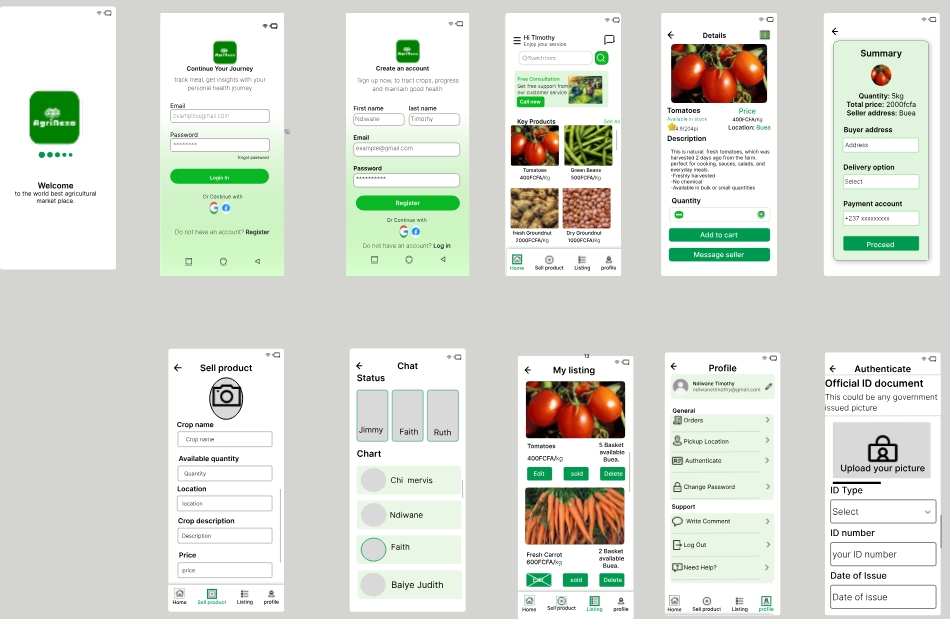 AgriNexa
Welcome
to the world best agricultural
market place.
Continue Your Journey
track meal, get insights with your
personal health journey
Email
example@gmail.com
Password
********
forgot password
Login In
Or Continue with
Do not have an account? Register
Create an account
Sign up now, to tract crops, progress
and maintain good health
First name
last name
Ndiwane
Timothy
Email
example@gmail.com
Password
**********
Register
Or Continue with
Do not have an account? Log in
Hi Timothy
Enjoy your service
Search here
Free Consultation
Get free support from
our customer service
Call now
Key Products
See All
Tomatoes
400FCFA/Kg
Green Beans
500FCFA/Kg
fresh Groundnut
2000FCFA/Kg
Dry Groundnut
1000FCFA/Kg
Home
Sell product
Listing
profile
Details
Tomatoes
Price
Available in stock
400FCFA/Kg
4.9(204p)
Location: Buea
Description
This is natural fresh tomatoes, which was
harvested 2 days ego from the farm.
perfect for cooking, sauces, salads, and
everyday meals.
-Freshly harvested
-No chemical
-Available in bulk or small quantities
Quantity
Add to cart
Message seller
Summary
Quantity: 5kg
Total price: 2000fcfa
Seller address: Buea
Buyer address
Address
Delivery option
Select
Payment account
+237 xxxxxxxxx
Proceed
Sell product
Crop name
Crop name
Available quantity
Quantity
Location
location
Crop description
Description
Price
price
Home
Sell product
Listing
profile
Chat
Status
Jimmy
Faith
Ruth
Chart
Chi mervis
Ndiwane
Faith
Baiye Judith
13
My listing
Tomatoes
400FCFA/kg
5 Basket
available
Buea.
Edit
sold
Delete
Fresh Carrot
600FCFA/kg
2 Basket
available
Buea.
Edit
sold
Delete
Home
Sell product
Listing
profile
Profile
Ndiwane Timothy
ndiwanetimothy@gmail.com
General
Orders
Pickup Location
Authenticate
Change Password
Support
Write Comment
Log Out
Need Help?
Home
Sell product
Listing
profile
Authenticate
Official ID document
This could be any government
issued picture
Upload your picture
ID Type
Select
ID number
your ID number
Date of Issue
Date of issue